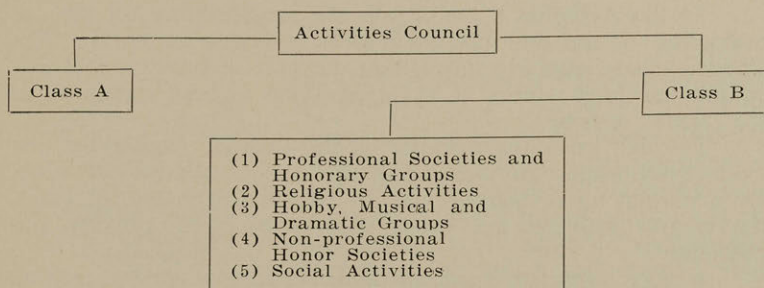 Activities Council
Class A
Class B
(1) Professional Societies and
Honorary Groups
(2) Religious Activities
(3) Hobby, Musical and
Dramatic Groups
(4) Non-professional
Honor Societies
(5) Social Activities